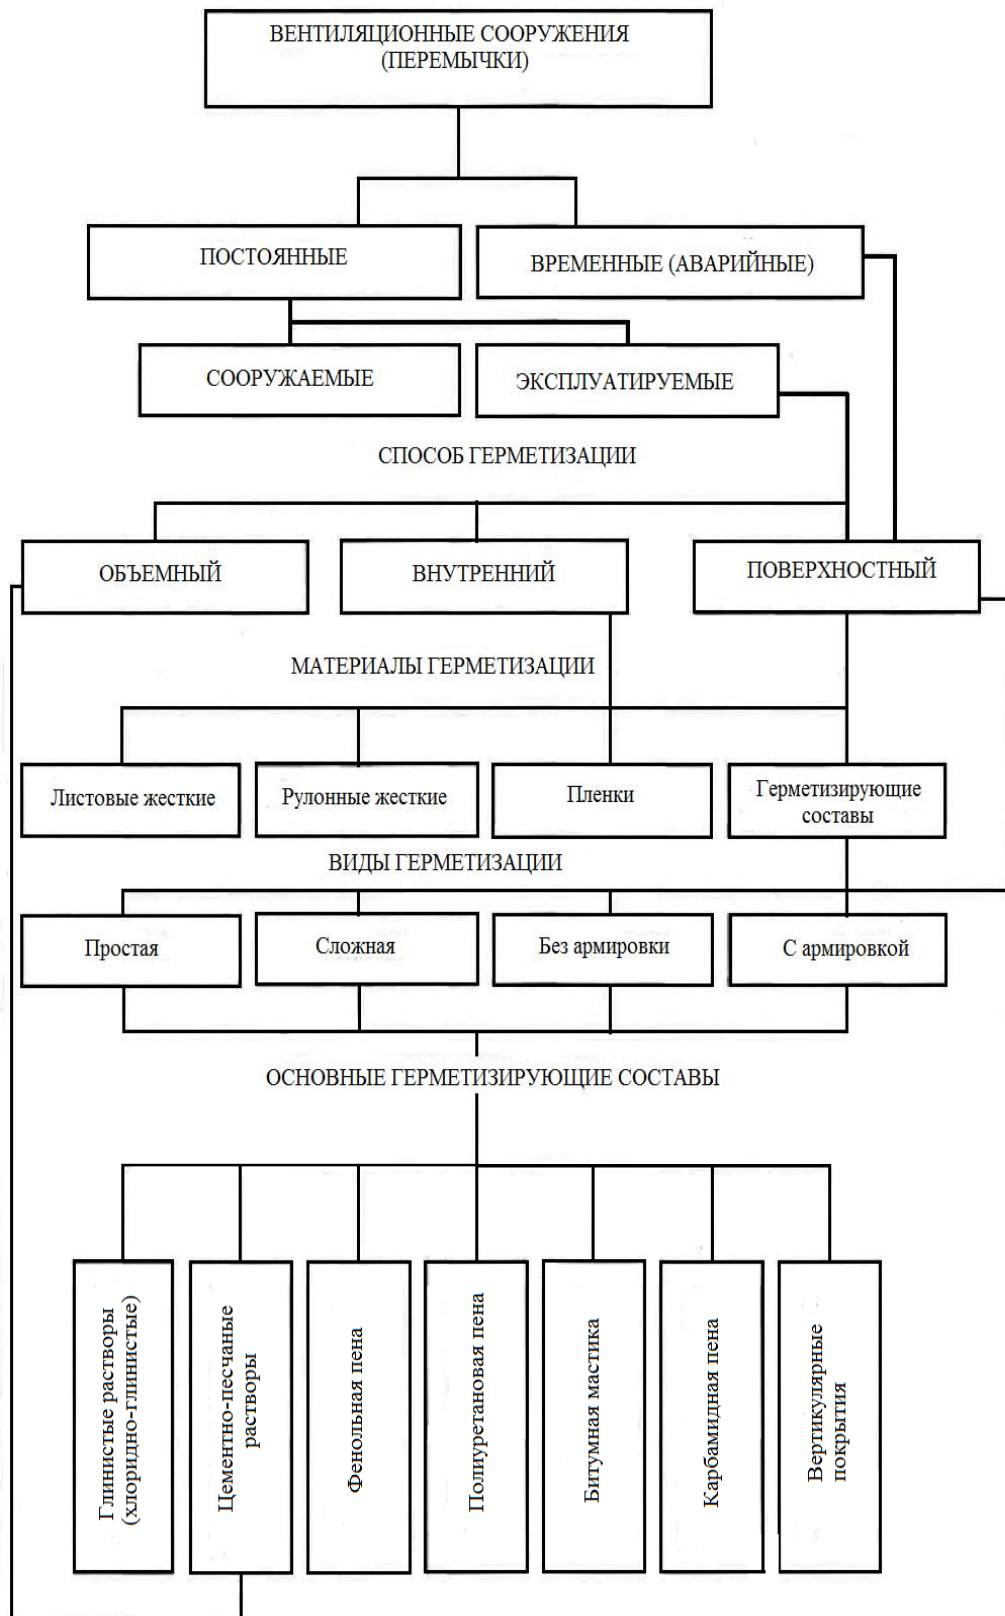 ВЕНТИЛЯЦИОННЫЕ СООРУЖЕНИЯ
(ПЕРЕМЫЧКИ)
ПОСТОЯННЫЕ
ВРЕМЕННЫЕ (АВАРИЙНЫЕ)
СООРУЖАЕМЫЕ
ЭКСПЛУАТИРУЕМЫЕ
СПОСОБ ГЕРМЕТИЗАЦИИ
ОБЪЕМНЫЙ
ВНУТРЕННИЙ
ПОВЕРХНОСТНЫЙ
МАТЕРИАЛЫ ГЕРМЕТИЗАЦИИ
Листовые жесткие
Рулонные жесткие
Пленки
Герметизирующие
составы
ВИДЫ ГЕРМЕТИЗАЦИИ
Простая
Сложная
Без армировки
С армировкой
ОСНОВНЫЕ ГЕРМЕТИЗИРУЮЩИЕ СОСТАВЫ
Глинистые растворы
(хлоридно-глинистые)
Цементно-песчаные
растворы
Фенольная пена
Полиуретановая пена
Битумная мастика
Карбамидная пена
Вертикулярные
покрытия